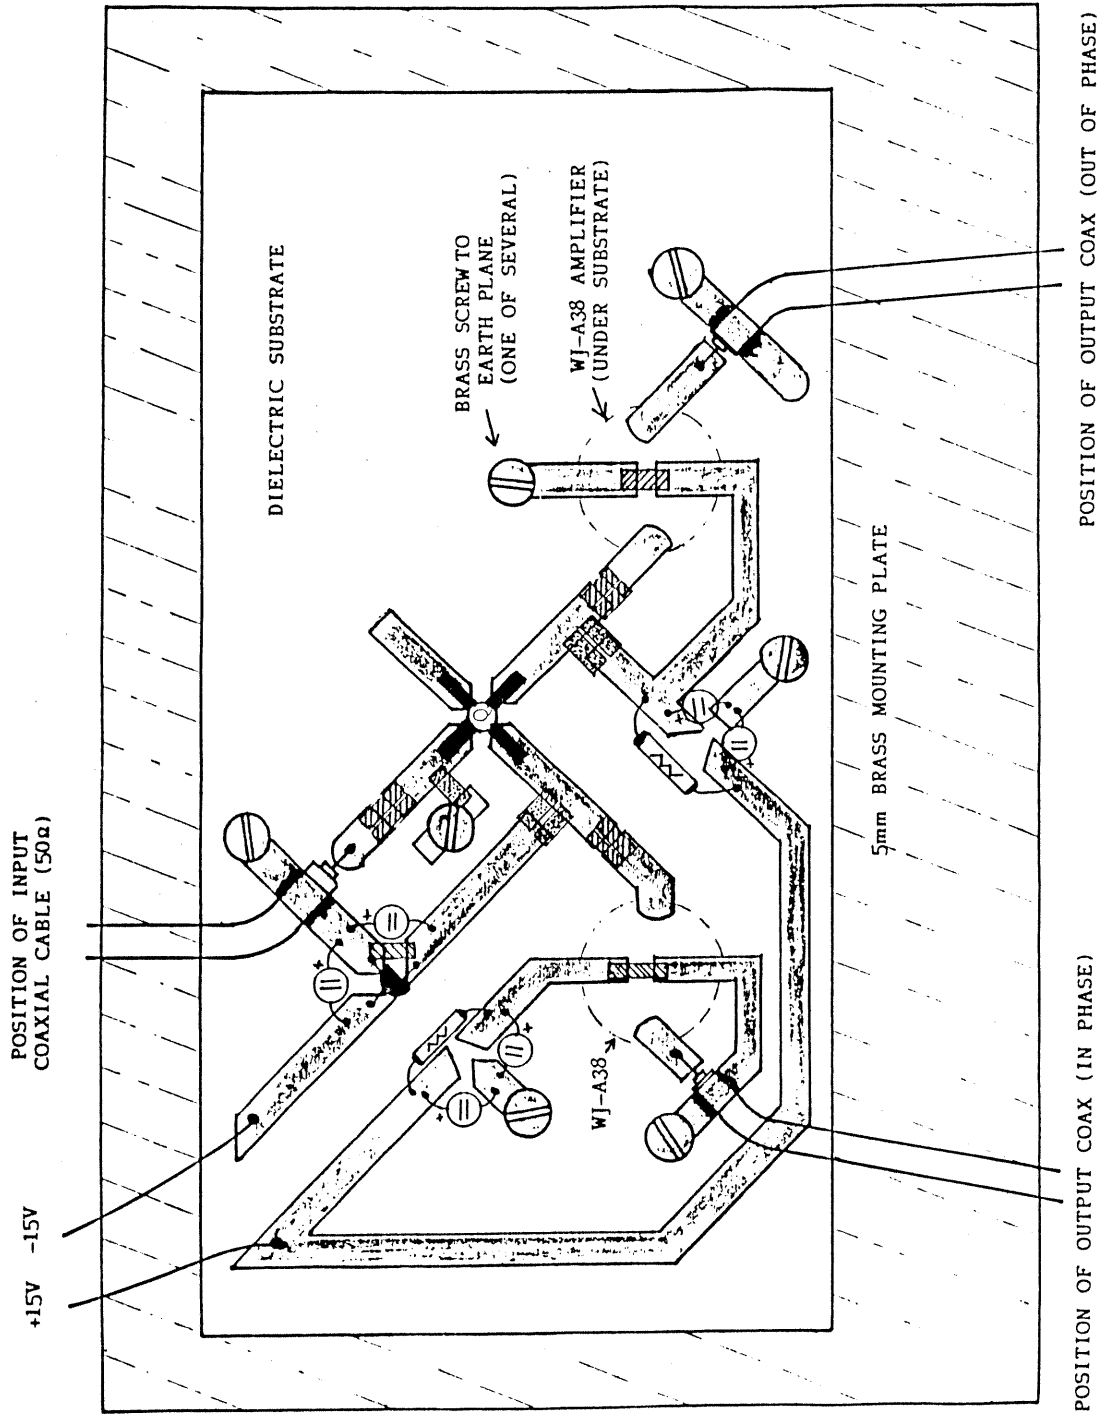 POSITION OF INPUT
COAXIAL CABLE (50Ω)
+15V
-15V
DIELECTRIC SUBSTRATE
BRASS SCREW TO
EARTH PLANE
(ONE OF SEVERAL)
WJ-A38 AMPLIFIER
(UNDER SUBSTRATE)
WJ-A38
5mm BRASS MOUNTING PLATE
POSITION OF OUTPUT COAX (IN PHASE)
POSITION OF OUTPUT COAX (OUT OF PHASE)